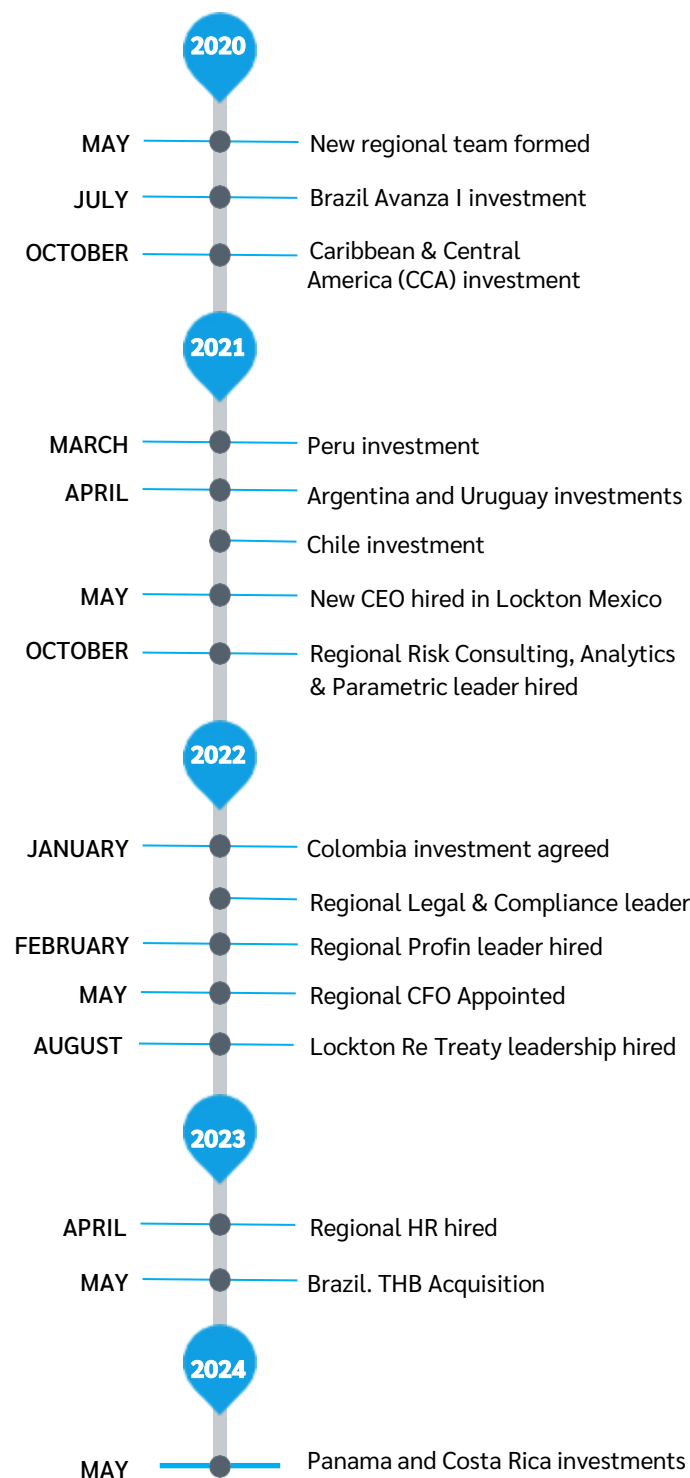 2020
MAY New regional team formed
JULY Brazil Avanza I investment
OCTOBER Caribbean & Central
America (CCA) investment
2021
MARCH Peru investment
APRIL Argentina and Uruguay investments
Chile investment
MAY New CEO hired in Lockton Mexico
OCTOBER Regional Risk Consulting, Analytics
& Parametric leader hired
2022
JANUARY Colombia investment agreed
Regional Legal & Compliance leader
FEBRUARY Regional Profin leader hired
MAY Regional CFO Appointed
AUGUST Lockton Re Treaty leadership hired
2023
APRIL Regional HR hired
MAY Brazil. THB Acquisition
2024
MAY Panama and Costa Rica investments